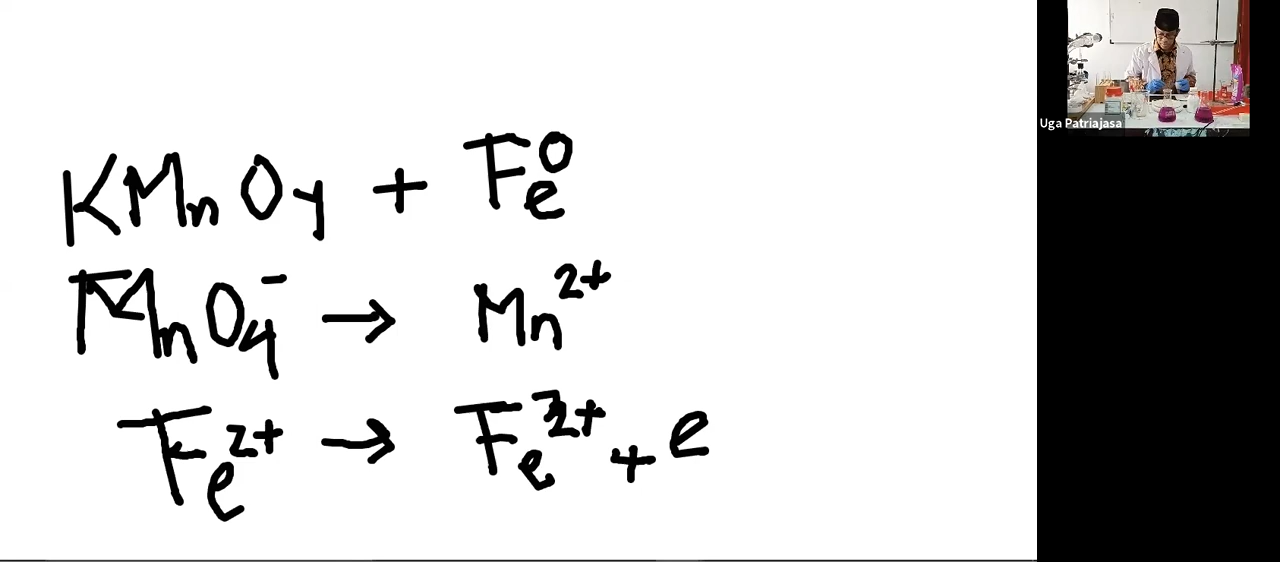 KMnO4 + Fe⁰
MnO4⁻ → Mn²⁺
Fe²⁺ → Fe³⁺ + e
Uga Patriajasa